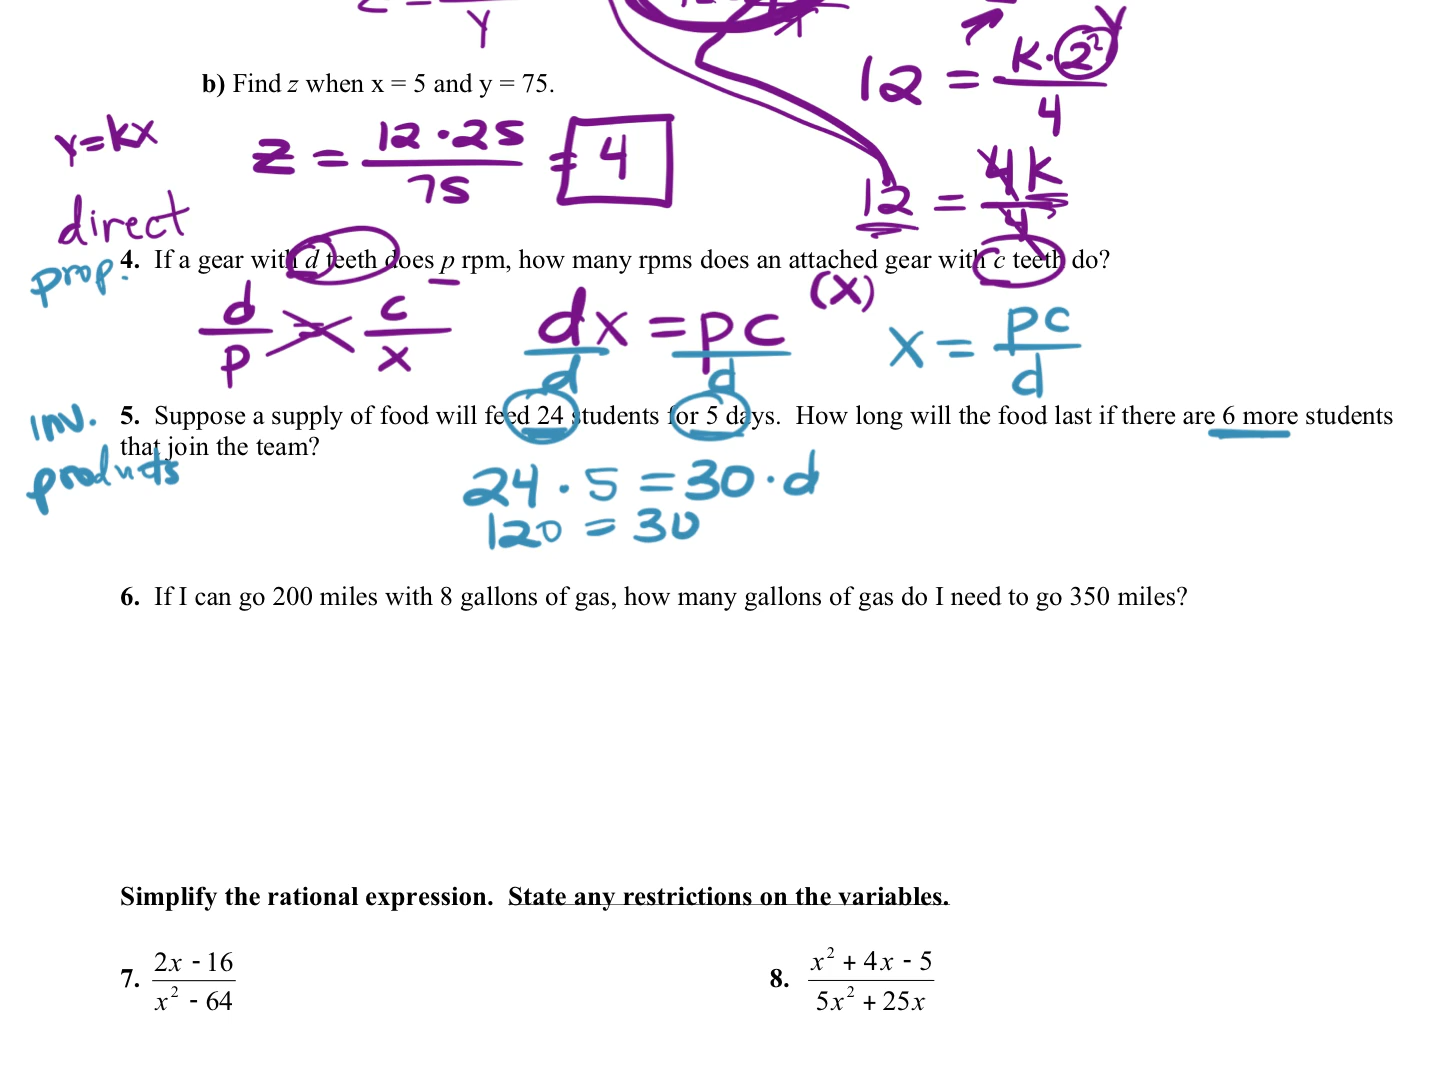 Y
b) Find z when x = 5 and y = 75.
12 = k·2² / 4
y=kx
z = 12·25 / 75 = 4
12 = 4k / 4
direct
prop.
4. If a gear with d teeth does p rpm, how many rpms does an attached gear with c teeth do?
(x)
d/p c/x dx = pc
d d
x = pc/d
inv.
products
5. Suppose a supply of food will feed 24 students for 5 days. How long will the food last if there are 6 more students
that join the team?
24 · 5 = 30 · d
120 = 30
6. If I can go 200 miles with 8 gallons of gas, how many gallons of gas do I need to go 350 miles?
Simplify the rational expression. State any restrictions on the variables.
7. 2x - 16 / x² - 64
8. x² + 4x - 5 / 5x² + 25x